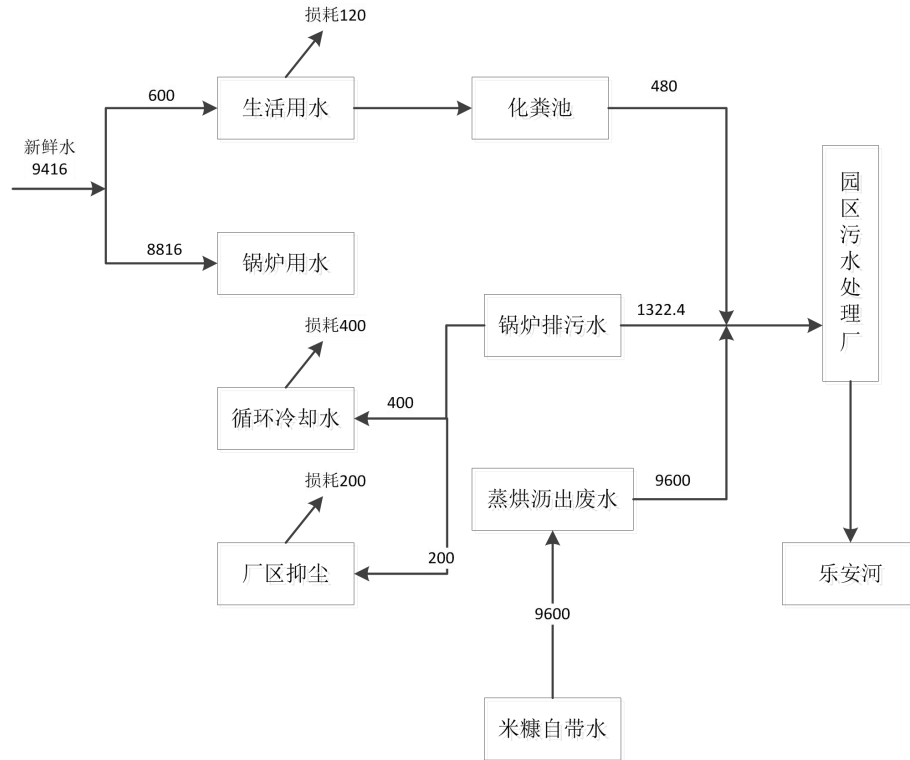 损耗120
600
生活用水
化粪池
480
新鲜水
9416
园区污水处理厂
8816
锅炉用水
损耗400
锅炉排污水
1322.4
循环冷却水
400
损耗200
蒸烘沥出废水
9600
厂区抑尘
200
乐安河
9600
米糠自带水